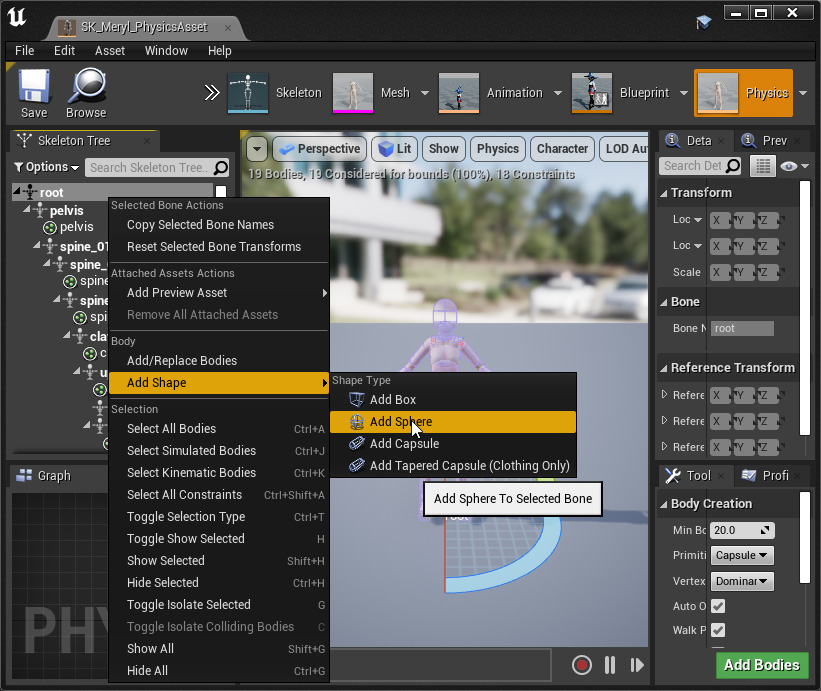 SK_Meryl_PhysicsAsset
File Edit Asset Window Help
Save
Browse
Skeleton
Mesh
Animation
Blueprint
Physics
Skeleton Tree
Options
Search Skeleton Tree..
root
pelvis
pelvis
spine_01
spine_
spine
spine
spi
cla
c
u
Selected Bone Actions
Copy Selected Bone Names
Reset Selected Bone Transforms
Attached Assets Actions
Add Preview Asset
Remove All Attached Assets
Body
Add/Replace Bodies
Add Shape
Selection
Select All Bodies Ctrl+A
Select Simulated Bodies Ctrl+J
Select Kinematic Bodies Ctrl+K
Select All Constraints Ctrl+Shift+A
Toggle Selection Type Ctrl+T
Toggle Show Selected H
Show Selected Shift+H
Hide Selected Ctrl+H
Toggle Isolate Selected G
Toggle Isolate Colliding Bodies C
Show All Shift+G
Hide All Ctrl+G
Shape Type
Add Box
Add Sphere
Add Capsule
Add Tapered Capsule (Clothing Only)
Add Sphere To Selected Bone
Perspective
Lit
Show
Physics
Character
LOD Au
19 Bodies, 19 Considered for bounds (100%), 18 Constraints
root
Graph
PHY
Deta
Prev
Search Det
Transform
Loc X Y Z
Loc X Y Z
Scale X Y Z
Bone
Bone N root
Reference Transform
Refere X Y Z
Refere X Y Z
Refere X Y Z
Tool
Profi
Body Creation
Min Bo 20.0
Primiti Capsule
Vertex Dominar
Auto O
Walk P
Add Bodies